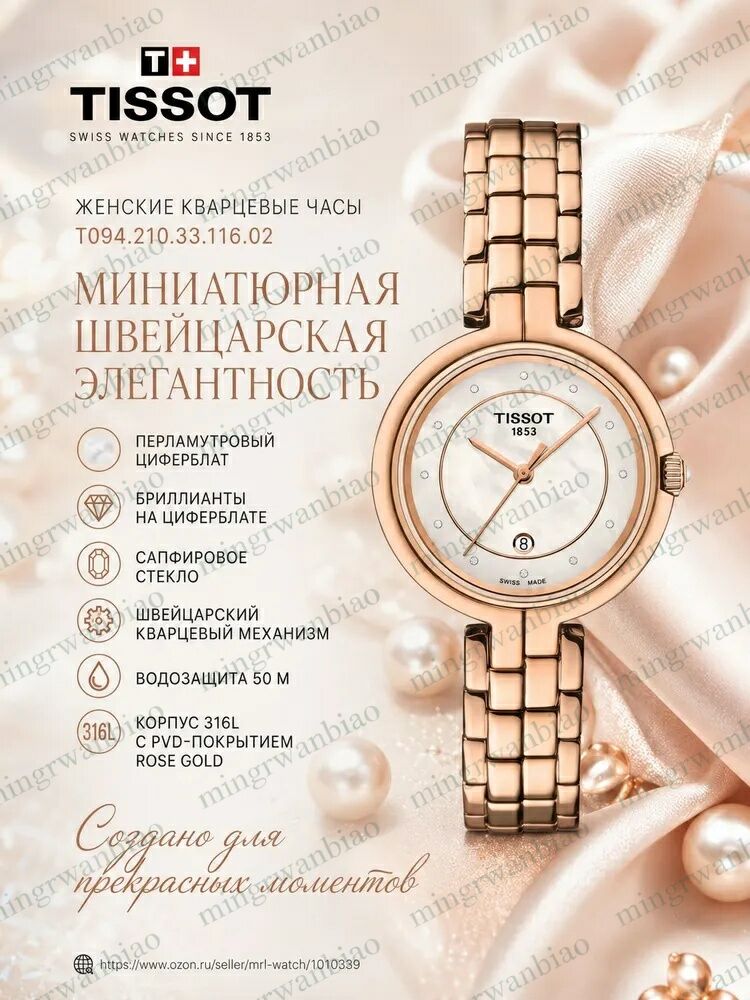 T+
TISSOT
SWISS WATCHES SINCE 1853
ЖЕНСКИЕ КВАРЦЕВЫЕ ЧАСЫ
T094.210.33.116.02
МИНИАТЮРНАЯ
ШВЕЙЦАРСКАЯ
ЭЛЕГАНТНОСТЬ
ПЕРЛАМУТРОВЫЙ
ЦИФЕРБЛАТ
БРИЛЛИАНТЫ
НА ЦИФЕРБЛАТЕ
САПФИРОВОЕ
СТЕКЛО
ШВЕЙЦАРСКИЙ
КВАРЦЕВЫЙ МЕХАНИЗМ
ВОДОЗАЩИТА 50 М
316L
КОРПУС 316L
С PVD-ПОКРЫТИЕМ
ROSE GOLD
Создано для
прекрасных моментов
https://www.ozon.ru/seller/mrl-watch/1010339
TISSOT
1853
8
SWISS MADE
mingrwanbiao